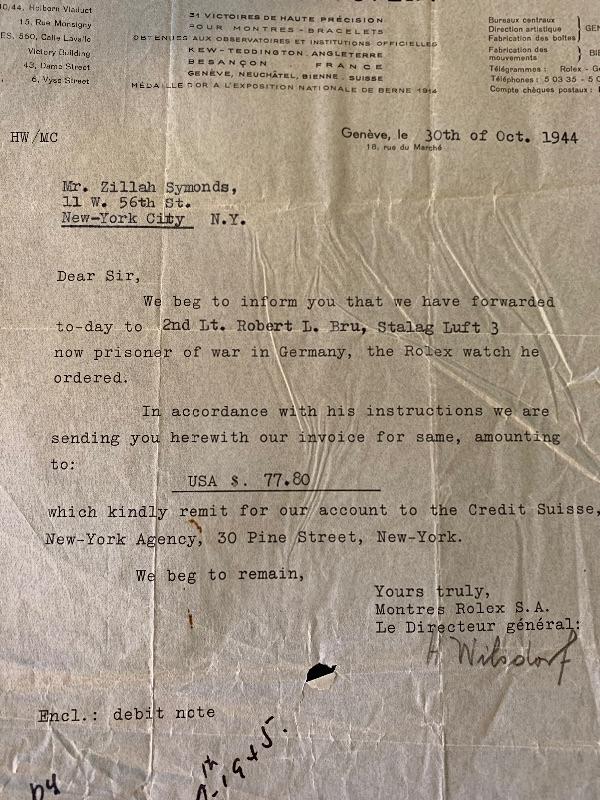 10/44, Holborn Viaduct
15, Rue Monsigny
ES. 550, Calle Lavalle
Victory Building
43, Dame Street
6, Vyse Street
31 VICTOIRES DE HAUTE PRÉCISION
POUR MONTRES - BRACELETS
OBTENUES AUX OBSERVATOIRES ET INSTITUTIONS OFFICIELLES
KEW-TEDDINGTON. ANGLETERRE
BESANÇON FRANCE
GENÈVE, NEUCHÂTEL, BIENNE. SUISSE
MÉDAILLE D'OR A L'EXPOSITION NATIONALE DE BERNE 1914
Bureaux centraux
Direction artistique
Fabrication des boîtes
GEN
Fabrication des
mouvements
BIE
Télégrammes: Rolex - G
Téléphones: 5 03 35 - 5 0
Compte chèques postaux:
HW/MC
Genève, le 30th of Oct. 1944
18, rue du Marché
Mr. Zillah Symonds,
11 W. 56th St.
New-York City N.Y.
Dear Sir,
We beg to inform you that we have forwarded
to-day to 2nd Lt. Robert L. Bru, Stalag Luft 3
now prisoner of war in Germany, the Rolex watch he
ordered.
In accordance with his instructions we are
sending you herewith our invoice for same, amounting
to:
USA $. 77.80
which kindly remit for our account to the Credit Suisse,
New-York Agency, 30 Pine Street, New-York.
We beg to remain,
Yours truly,
Montres Rolex S.A.
Le Directeur général:
H Wilsdorf
Encl.: debit note